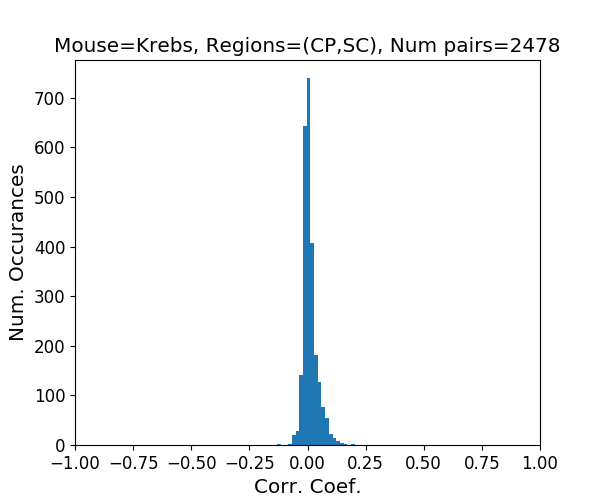 Mouse=Krebs, Regions=(CP,SC), Num pairs=2478
Num. Occurances
700
600
500
400
300
200
100
0
−1.00 −0.75 −0.50 −0.25 0.00 0.25 0.50 0.75 1.00
Corr. Coef.